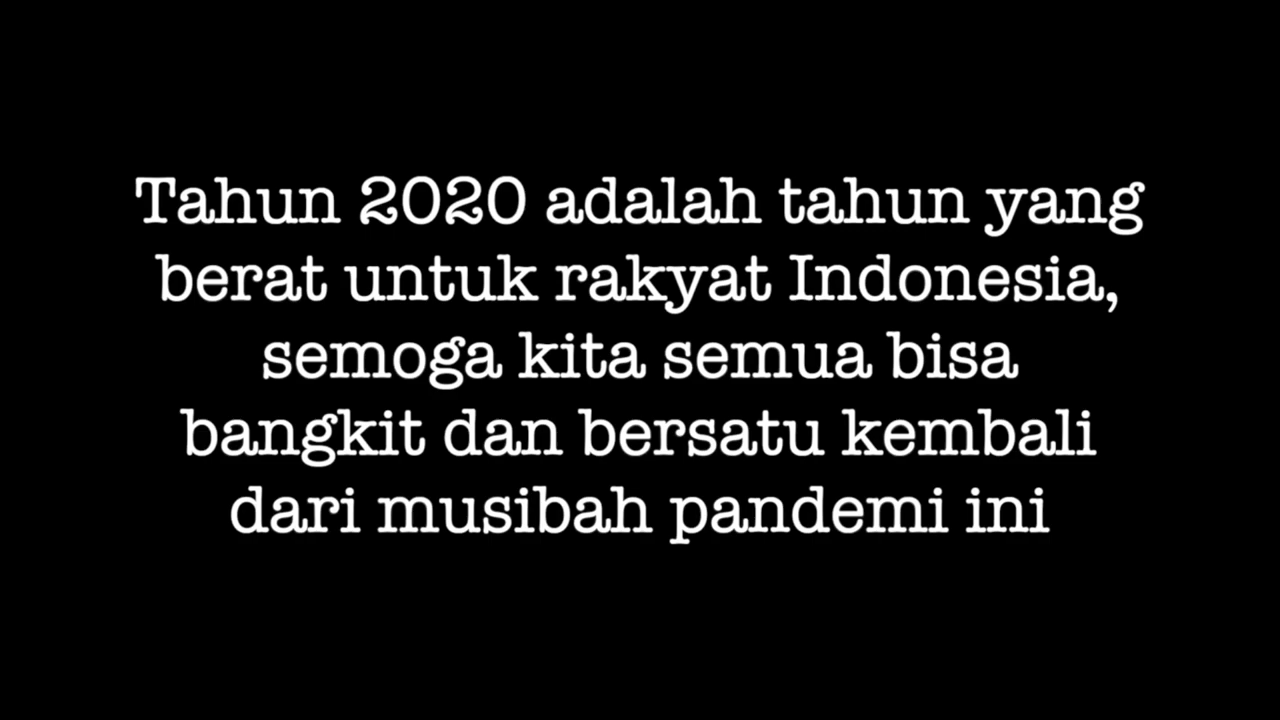 Tahun 2020 adalah tahun yang
berat untuk rakyat Indonesia,
semoga kita semua bisa
bangkit dan bersatu kembali
dari musibah pandemi ini